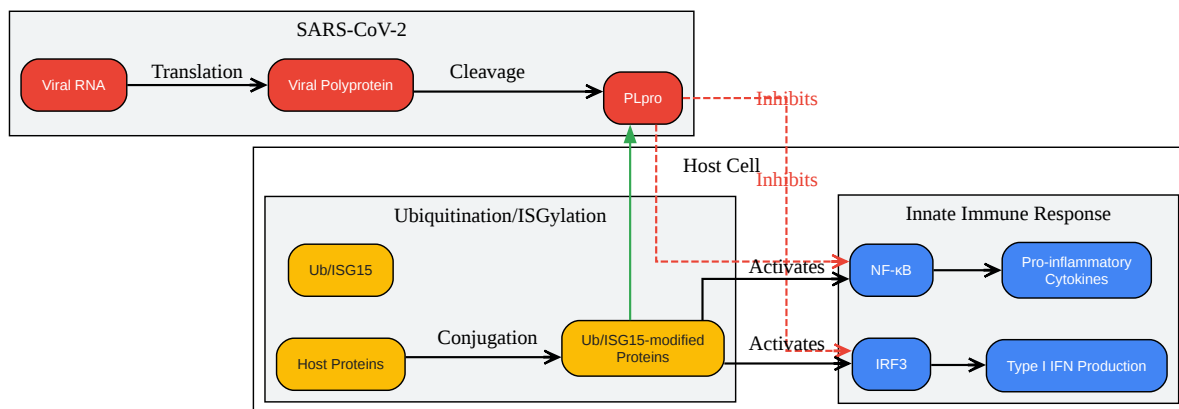 SARS-CoV-2
Viral RNA
Translation
Viral Polyprotein
Cleavage
PLpro
Inhibits
Host Cell
Inhibits
Ubiquitination/ISGylation
Innate Immune Response
Ub/ISG15
Activates
NF-κB
Pro-inflammatory
Cytokines
Host Proteins
Conjugation
Ub/ISG15-modified
Proteins
Activates
IRF3
Type I IFN Production